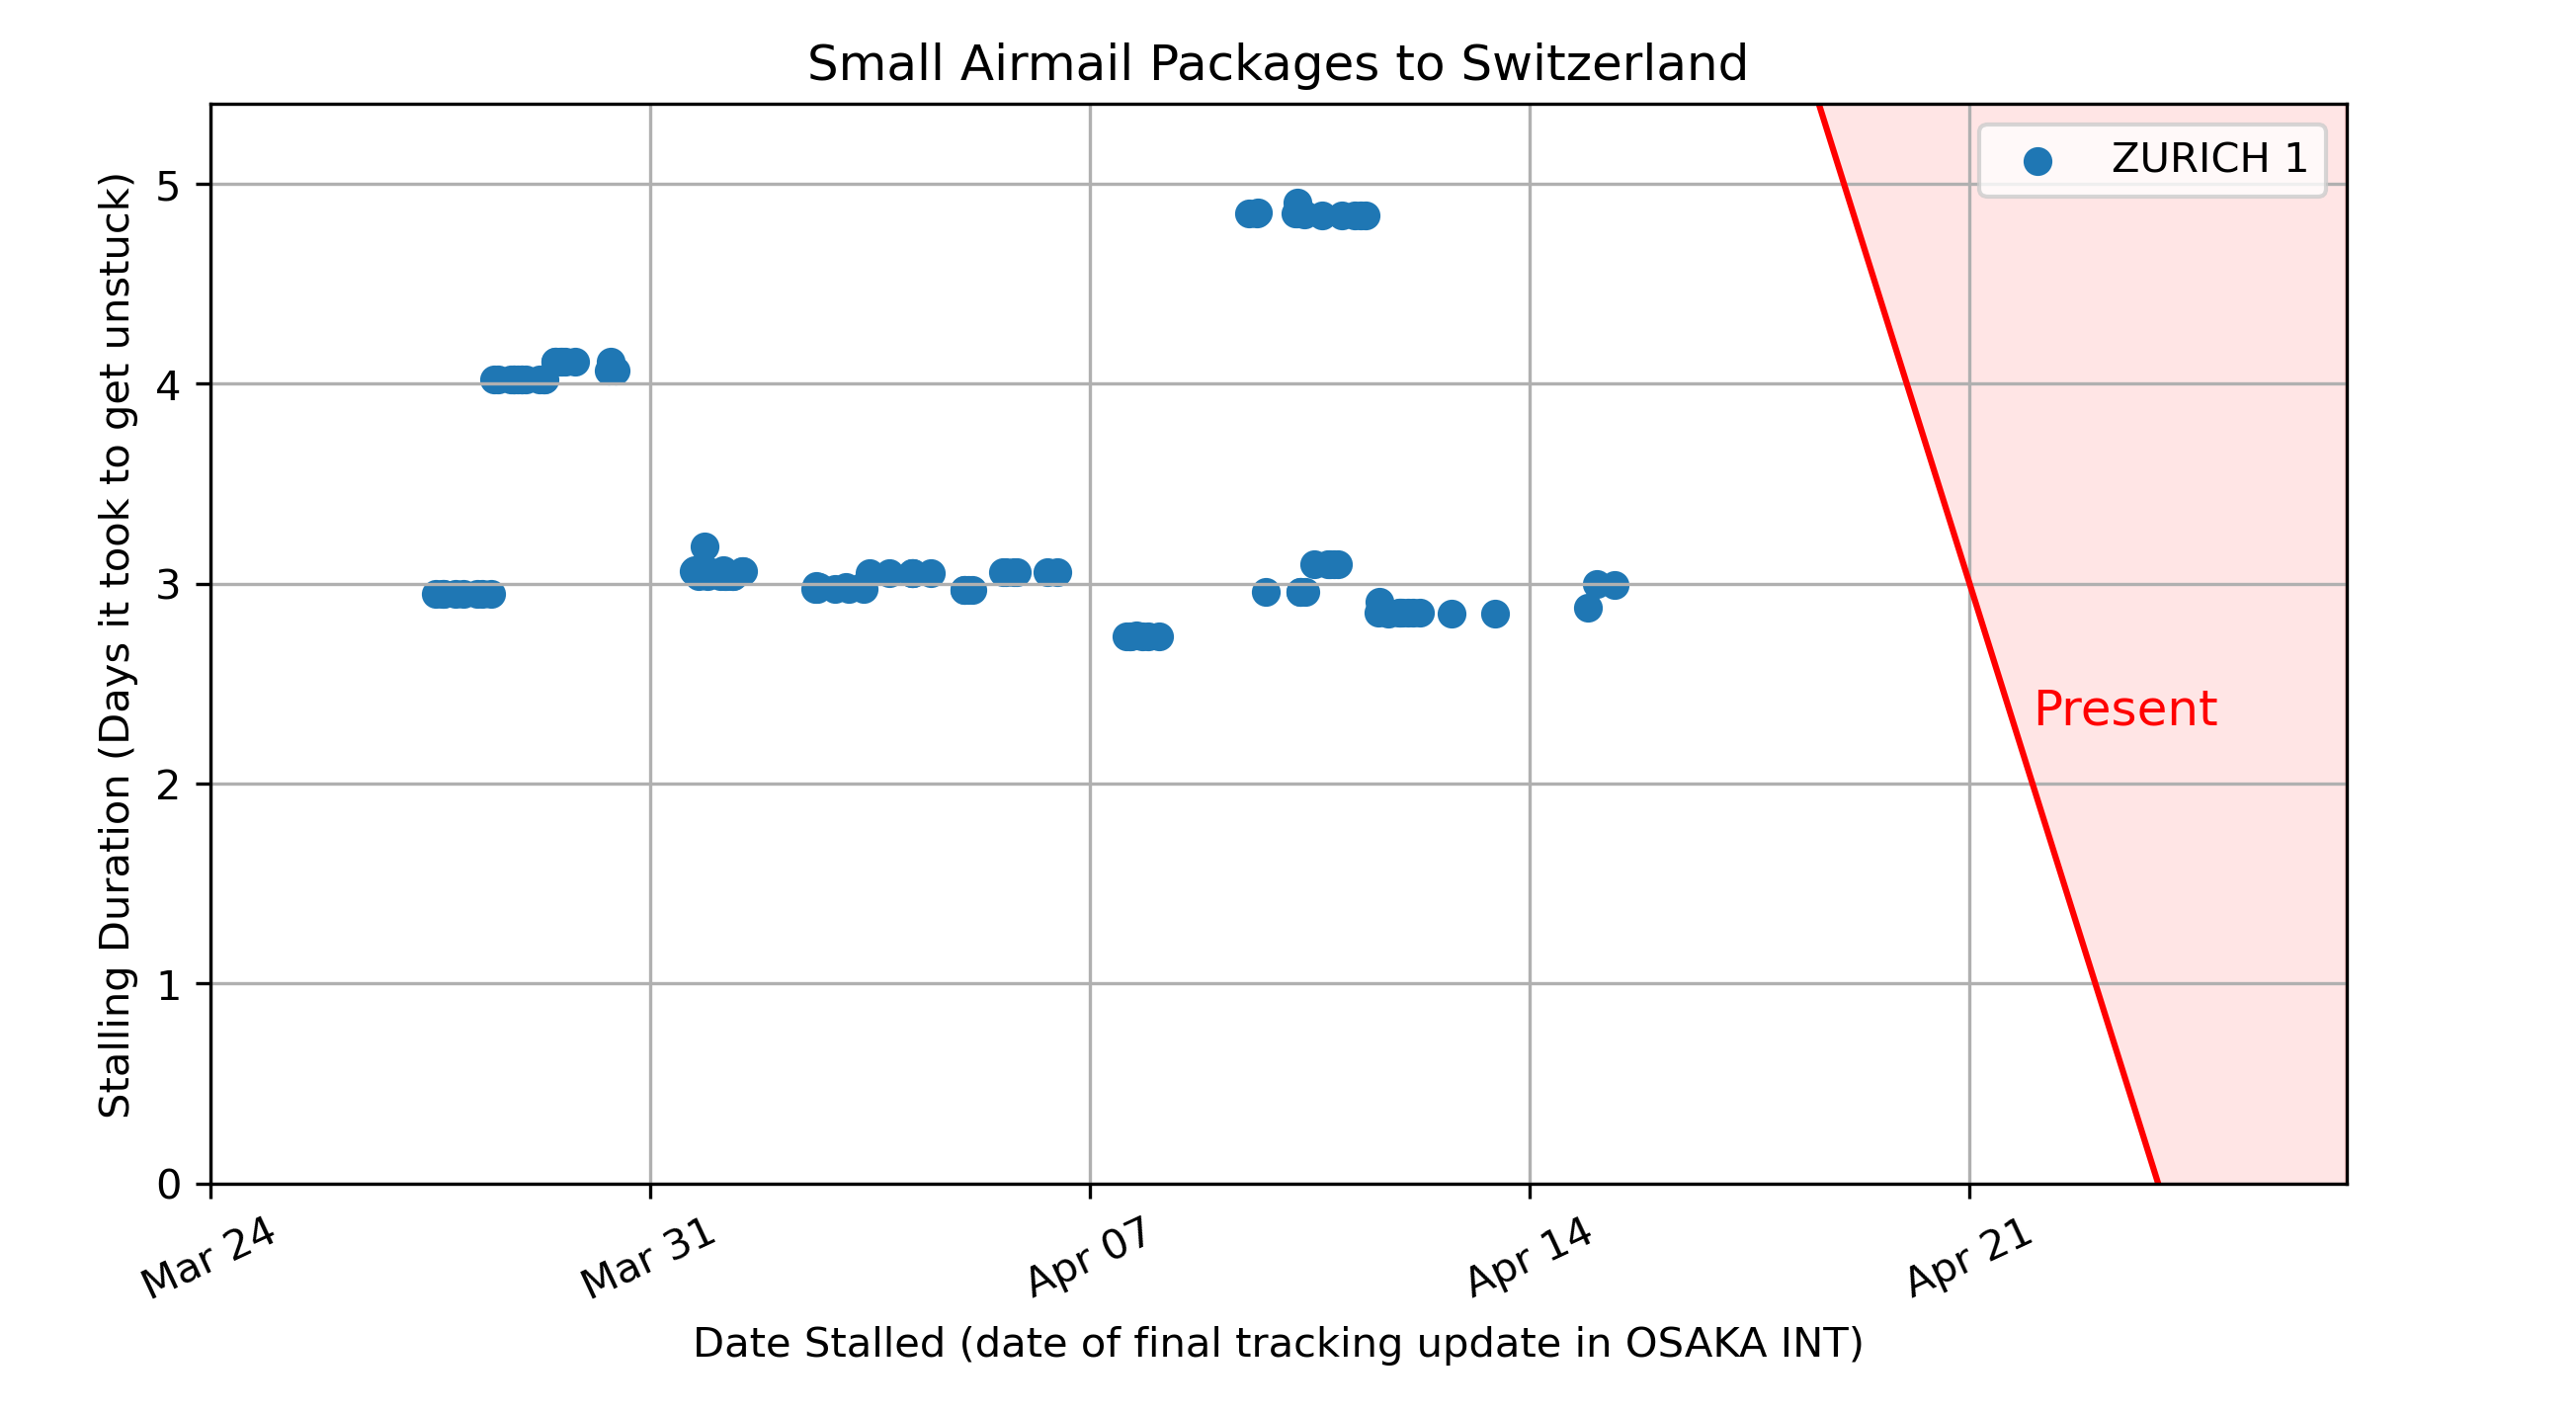 Small Airmail Packages to Switzerland
Stalling Duration (Days it took to get unstuck)
5
4
3
2
1
0
ZURICH 1
Present
Mar 24
Mar 31
Apr 07
Apr 14
Apr 21
Date Stalled (date of final tracking update in OSAKA INT)